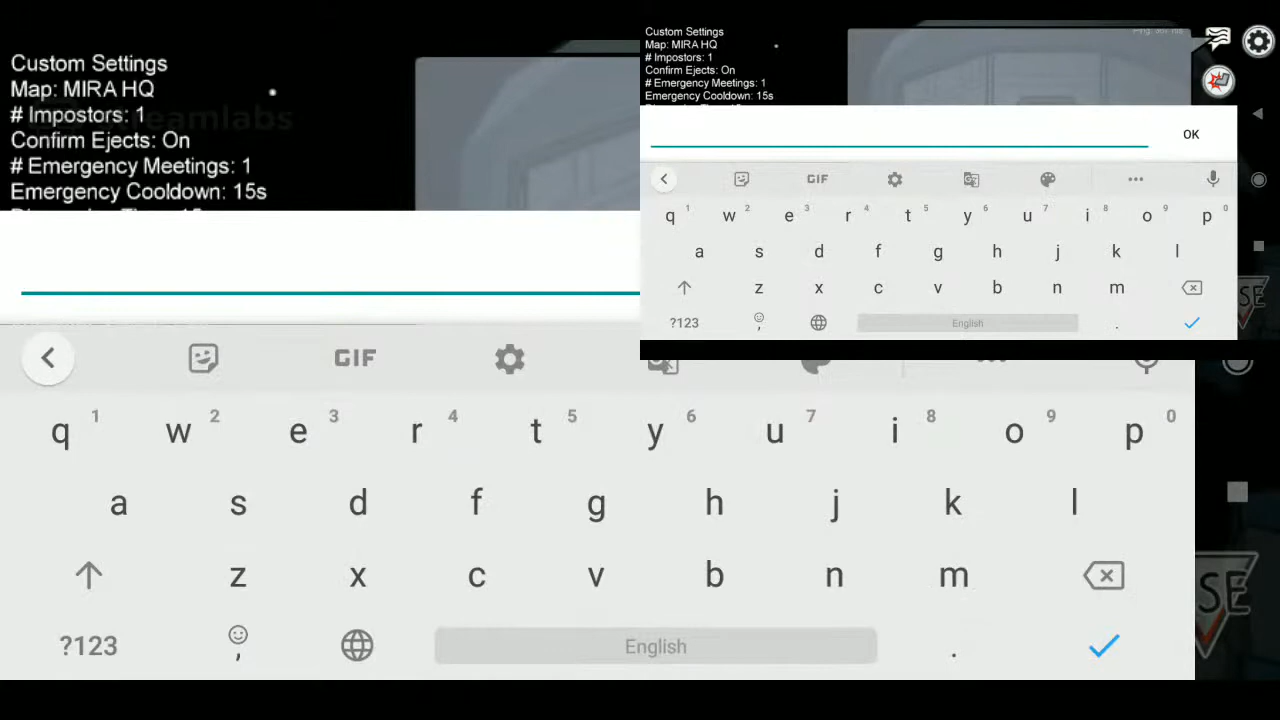 Custom Settings
Map: MIRA HQ
# Impostors: 1
Confirm Ejects: On
# Emergency Meetings: 1
Emergency Cooldown: 15s
GIF
q 1 w 2 e 3 r 4 t 5 y 6 u 7 i 8 o 9 p 0
a s d f g h j k l
z x c v b n m
?123 , English .
SE
Custom Settings
Map: MIRA HQ
# Impostors: 1
Confirm Ejects: On
# Emergency Meetings: 1
Emergency Cooldown: 15s
OK
GIF
q 1 w 2 e 3 r 4 t 5 y 6 u 7 i 8 o 9 p 0
a s d f g h j k l
z x c v b n m
?123 , English .
SE